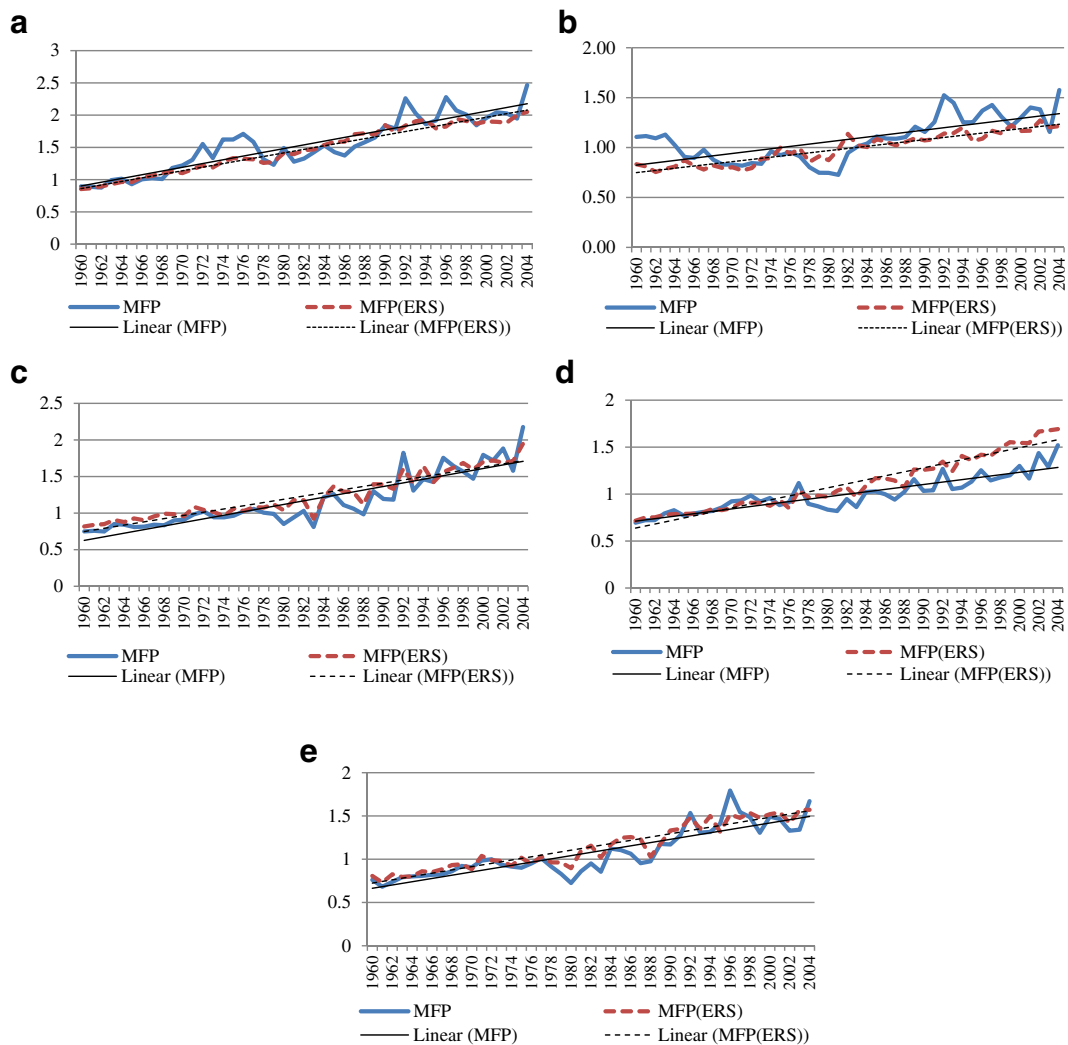 a
3
2.5
2
1.5
1
0.5
0
1960 1962 1964 1966 1968 1970 1972 1974 1976 1978 1980 1982 1984 1986 1988 1990 1992 1994 1996 1998 2000 2002 2004
MFP MFP(ERS)
Linear (MFP) Linear (MFP(ERS))
b
2.00
1.50
1.00
0.50
0.00
1960 1962 1964 1966 1968 1970 1972 1974 1976 1978 1980 1982 1984 1986 1988 1990 1992 1994 1996 1998 2000 2002 2004
MFP MFP(ERS)
Linear (MFP) Linear (MFP(ERS))
c
2.5
2
1.5
1
0.5
0
1960 1962 1964 1966 1968 1970 1972 1974 1976 1978 1980 1982 1984 1986 1988 1990 1992 1994 1996 1998 2000 2002 2004
MFP MFP(ERS)
Linear (MFP) Linear (MFP(ERS))
d
2
1.5
1
0.5
0
1960 1962 1964 1966 1968 1970 1972 1974 1976 1978 1980 1982 1984 1986 1988 1990 1992 1994 1996 1998 2000 2002 2004
MFP MFP(ERS)
Linear (MFP) Linear (MFP(ERS))
e
2
1.5
1
0.5
0
1960 1962 1964 1966 1968 1970 1972 1974 1976 1978 1980 1982 1984 1986 1988 1990 1992 1994 1996 1998 2000 2002 2004
MFP MFP(ERS)
Linear (MFP) Linear (MFP(ERS))